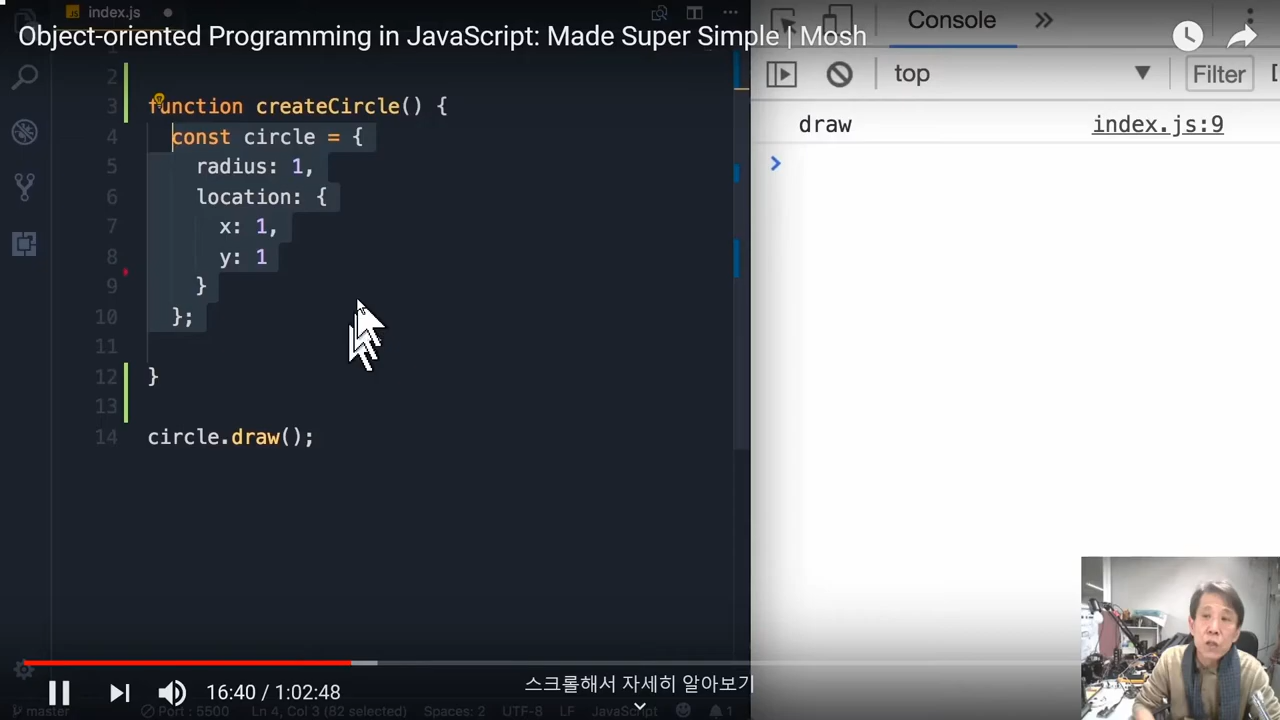 index.js
Object-oriented Programming in JavaScript: Made Super Simple | Mosh
Console
top
Filter
draw
index.js:9
2
3 function createCircle() {
4 const circle = {
5 radius: 1,
6 location: {
7 x: 1,
8 y: 1
9 }
10 };
11
12 }
13
14 circle.draw();
스크롤해서 자세히 알아보기
16:40 / 1:02:48
master
Port : 5500
Ln 4, Col 3 (82 selected)
Spaces: 2
UTF-8
LF
JavaScript
1